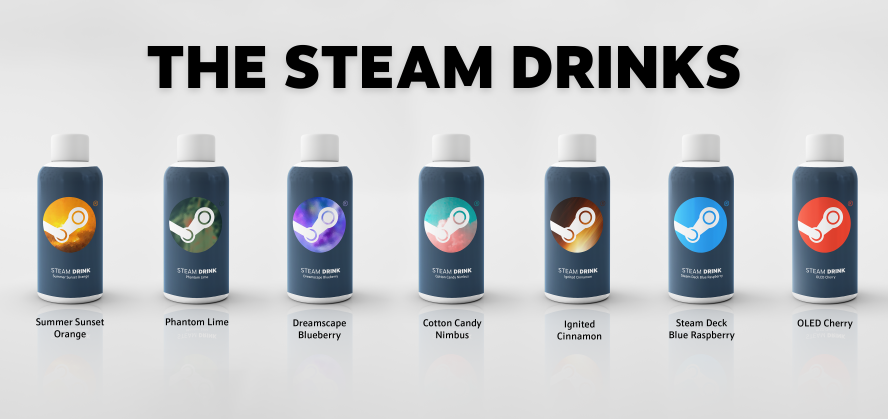 THE STEAM DRINKS
®
®
®
®
STEAM DRINK
Summer Sunset Orange
STEAM DRINK
Phantom Lime
STEAM DRINK
Dreamscape Blueberry
STEAM DRINK
Cotton Candy Nimbus
STEAM DRINK
Ignited Cinnamon
STEAM DRINK
Steam Deck Blue Raspberry
STEAM DRINK
OLED Cherry
Summer Sunset
Orange
Phantom Lime
Dreamscape
Blueberry
Cotton Candy
Nimbus
Ignited
Cinnamon
Steam Deck
Blue Raspberry
OLED Cherry